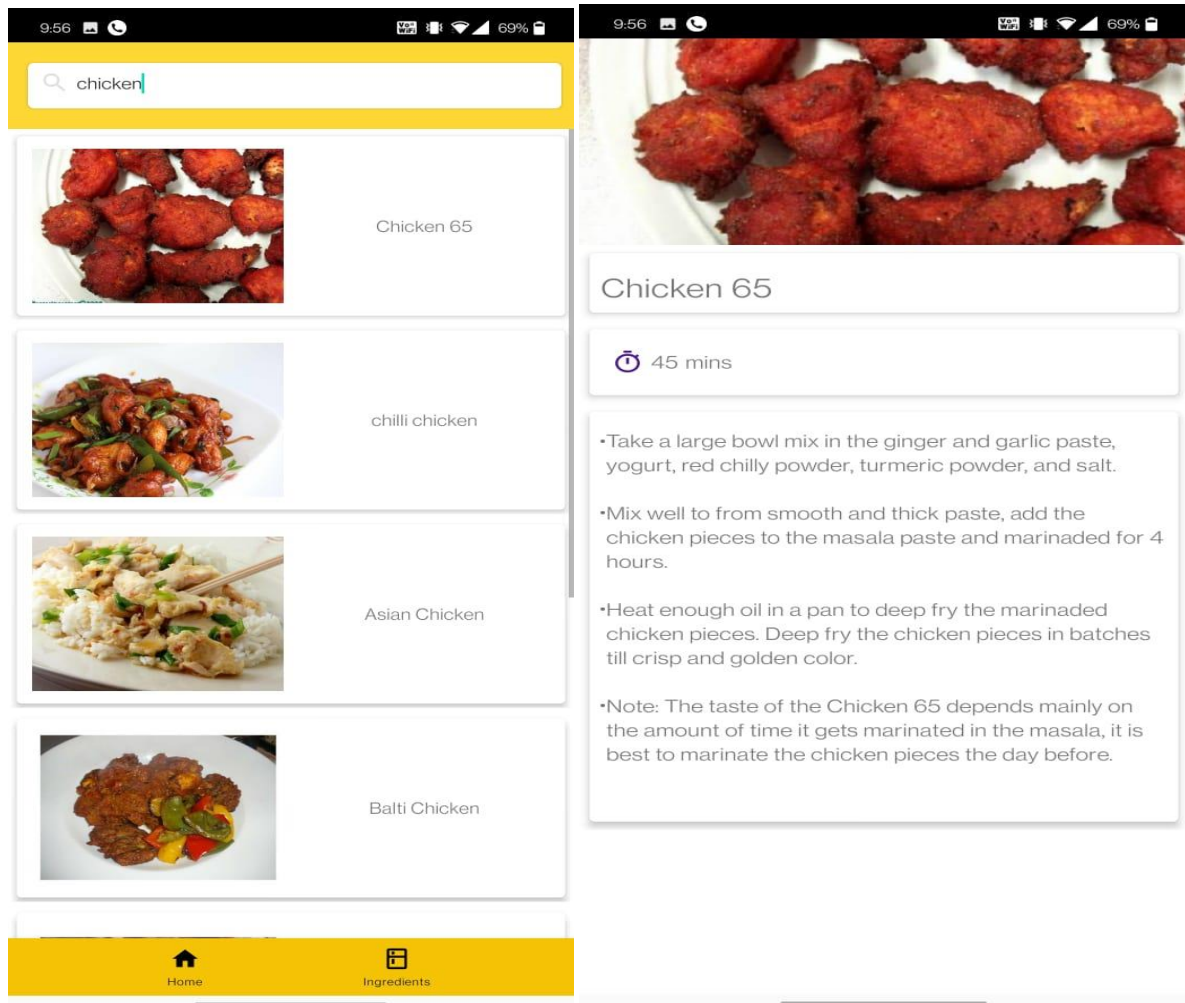 9:56
Vo))
WiFi
69%
chicken
Chicken 65
chilli chicken
Asian Chicken
Balti Chicken
Home
Ingredients
9:56
Vo))
WiFi
69%
Chicken 65
45 mins
•Take a large bowl mix in the ginger and garlic paste,
yogurt, red chilly powder, turmeric powder, and salt.
•Mix well to from smooth and thick paste, add the
chicken pieces to the masala paste and marinaded for 4
hours.
•Heat enough oil in a pan to deep fry the marinaded
chicken pieces. Deep fry the chicken pieces in batches
till crisp and golden color.
•Note: The taste of the Chicken 65 depends mainly on
the amount of time it gets marinated in the masala, it is
best to marinate the chicken pieces the day before.